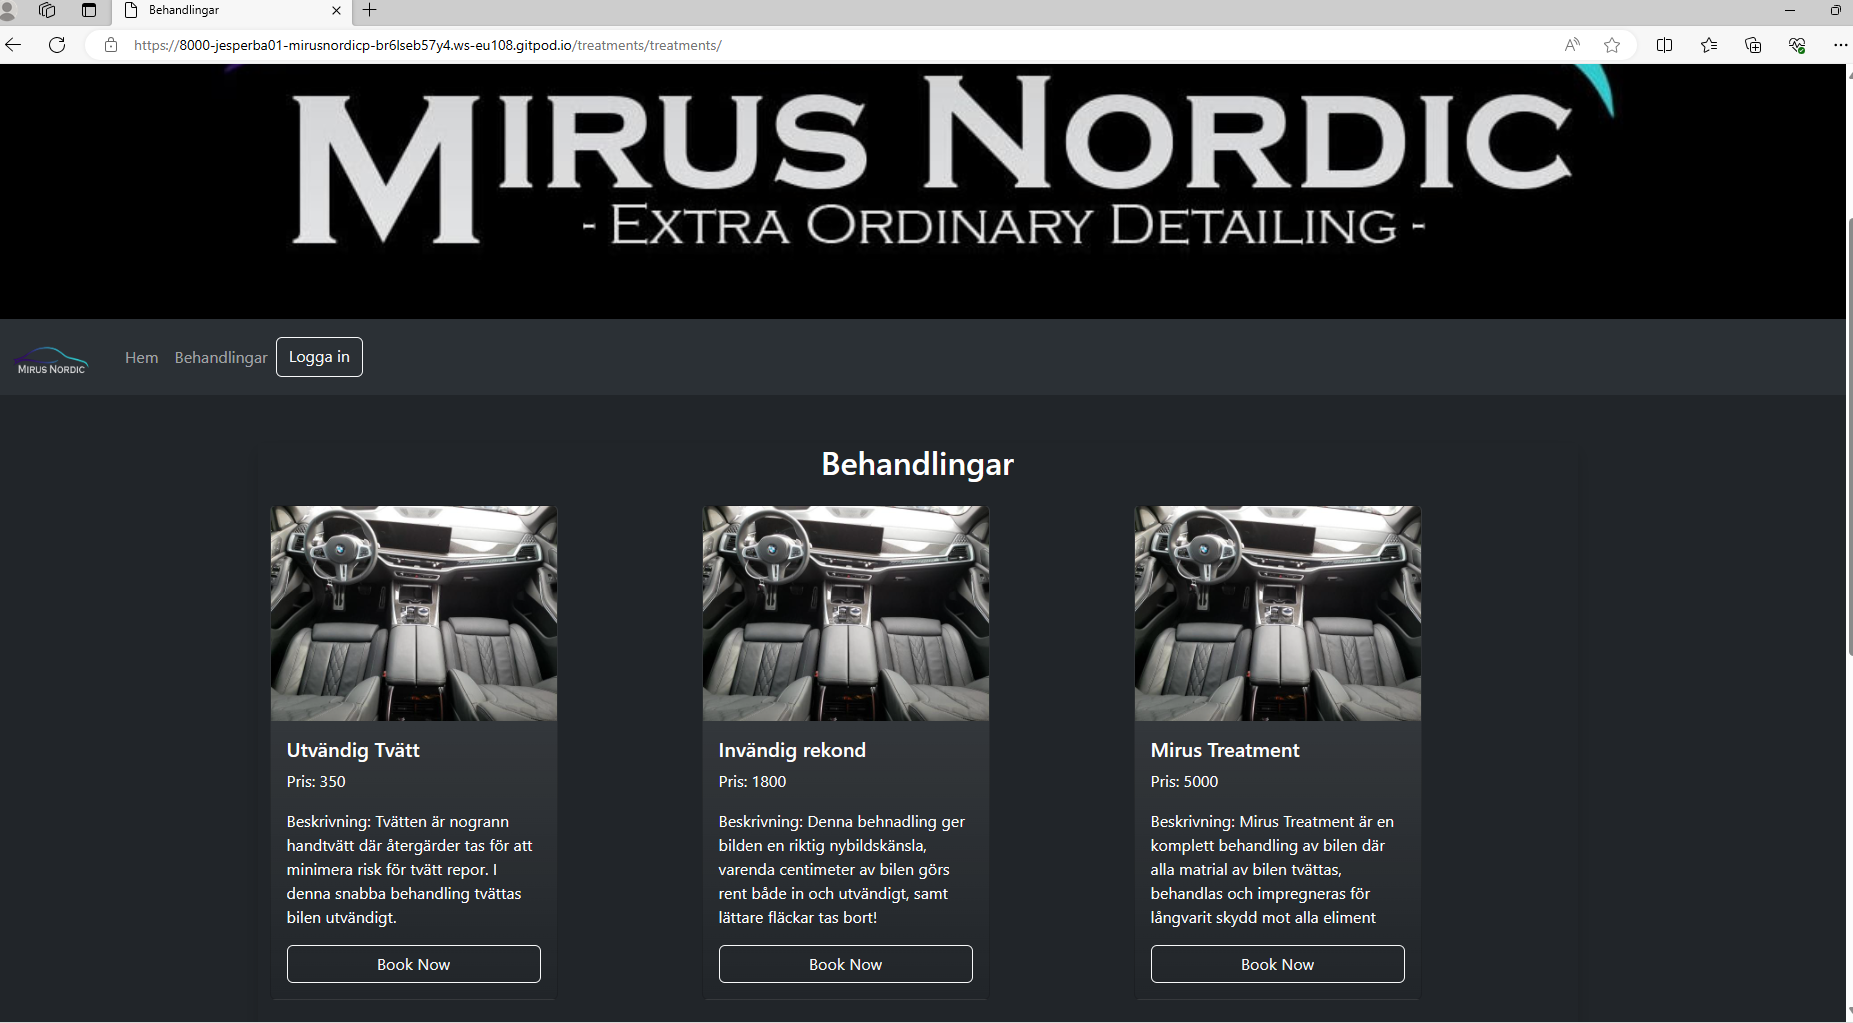 Behandlingar
https://8000-jesperba01-mirusnordicp-br6lseb57y4.ws-eu108.gitpod.io/treatments/treatments/
MIRUS NORDIC
- EXTRA ORDINARY DETAILING -
MIRUS NORDIC
Hem
Behandlingar
Logga in
Behandlingar
Utvändig Tvätt
Pris: 350
Beskrivning: Tvätten är nogrann
handtvätt där återgärder tas för att
minimera risk för tvätt repor. I
denna snabba behandling tvättas
bilen utvändigt.
Book Now
Invändig rekond
Pris: 1800
Beskrivning: Denna behnadling ger
bilden en riktig nybildskänsla,
varenda centimeter av bilen görs
rent både in och utvändigt, samt
lättare fläckar tas bort!
Book Now
Mirus Treatment
Pris: 5000
Beskrivning: Mirus Treatment är en
komplett behandling av bilen där
alla matrial av bilen tvättas,
behandlas och impregneras för
långvarit skydd mot alla eliment
Book Now